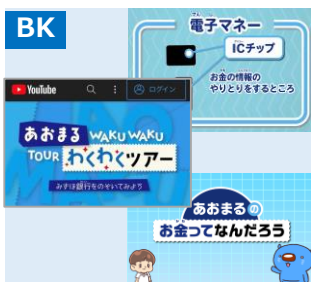 BK
電子マネー
でんし
ICチップ
お金の情報の
やりとりをするところ
YouTube
ログイン
あおまる WAKU WAKU
TOUR わくわくツアー
みずほ銀行をのぞいてみよう
あおまるの
お金ってなんだろう